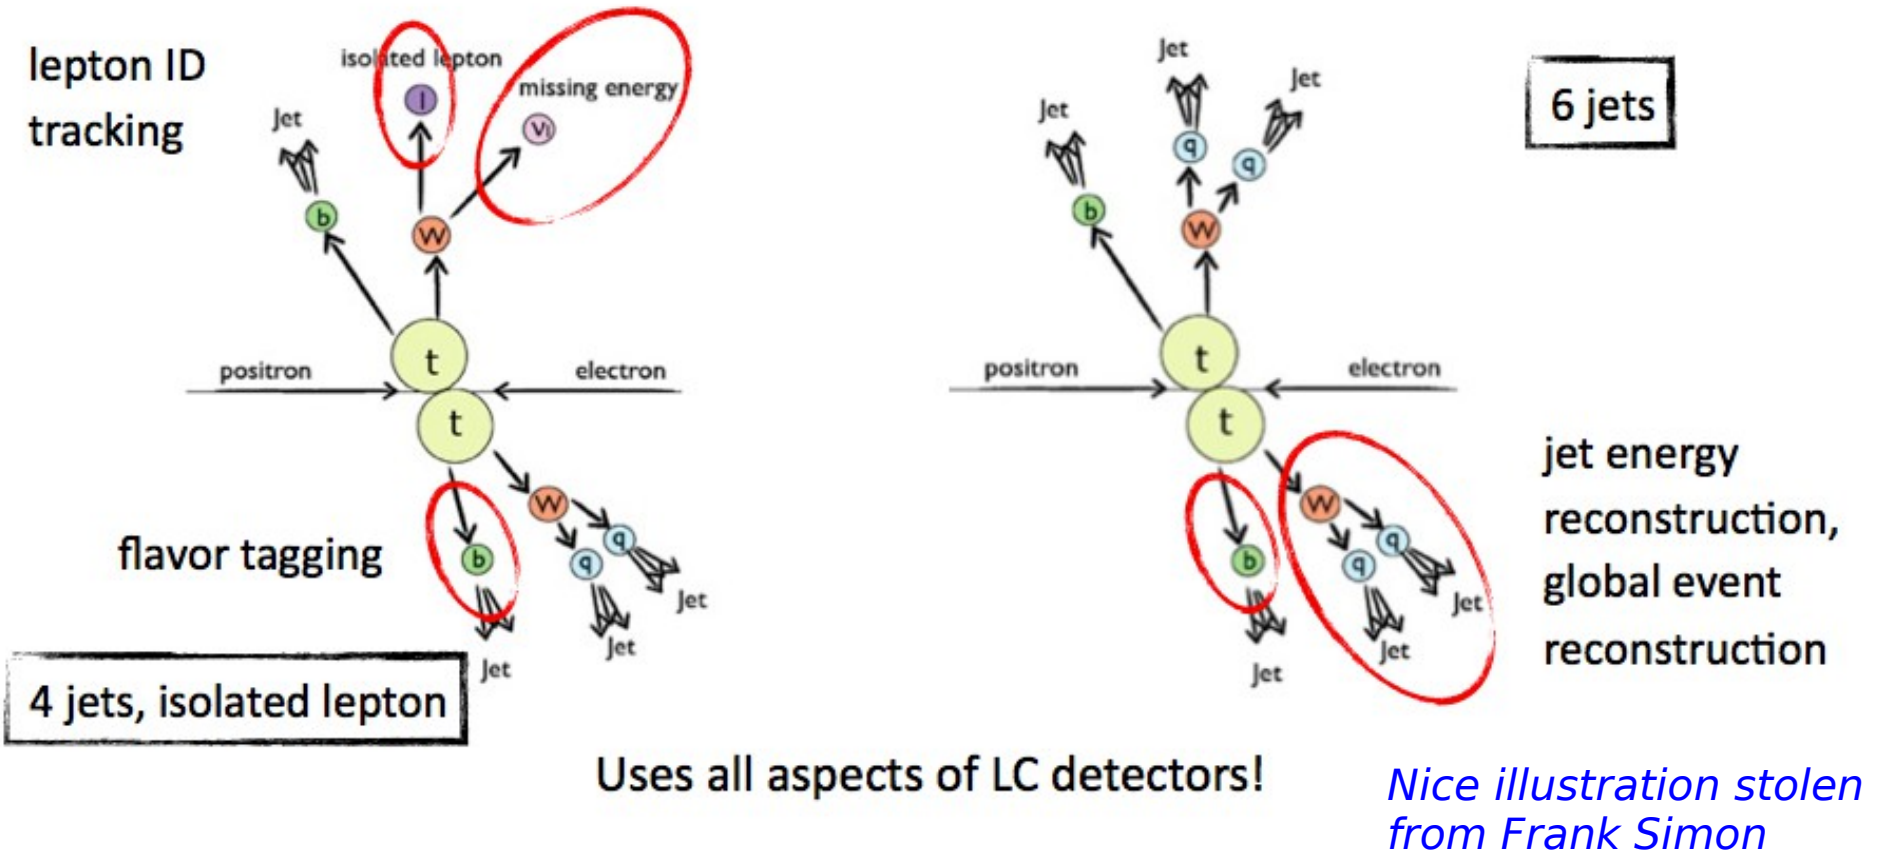 lepton ID
tracking
isolated lepton
missing energy
l
νl
Jet
b
W
t
positron
electron
t
W
q
q
b
Jet
Jet
Jet
flavor tagging
4 jets, isolated lepton
Jet
Jet
Jet
q
q
b
W
t
positron
electron
t
W
q
q
b
Jet
Jet
Jet
6 jets
jet energy
reconstruction,
global event
reconstruction
Uses all aspects of LC detectors!
Nice illustration stolen
from Frank Simon